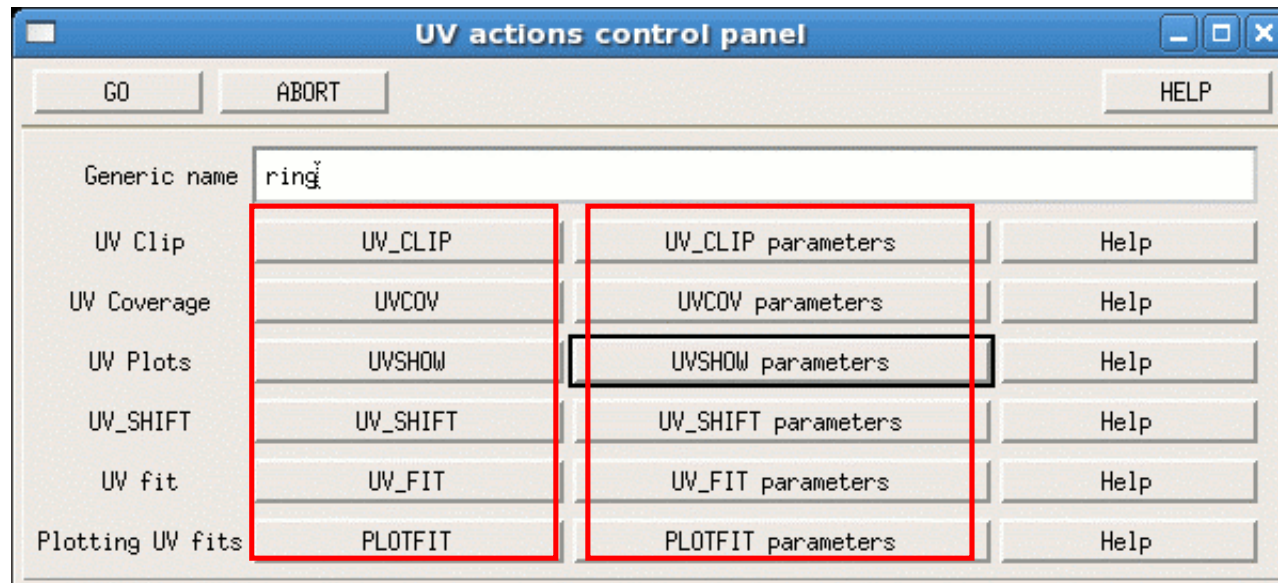 UV actions control panel
GO ABORT HELP
Generic name ring
UV Clip UV_CLIP UV_CLIP parameters Help
UV Coverage UVCOV UVCOV parameters Help
UV Plots UVSHOW UVSHOW parameters Help
UV_SHIFT UV_SHIFT UV_SHIFT parameters Help
UV fit UV_FIT UV_FIT parameters Help
Plotting UV fits PLOTFIT PLOTFIT parameters Help